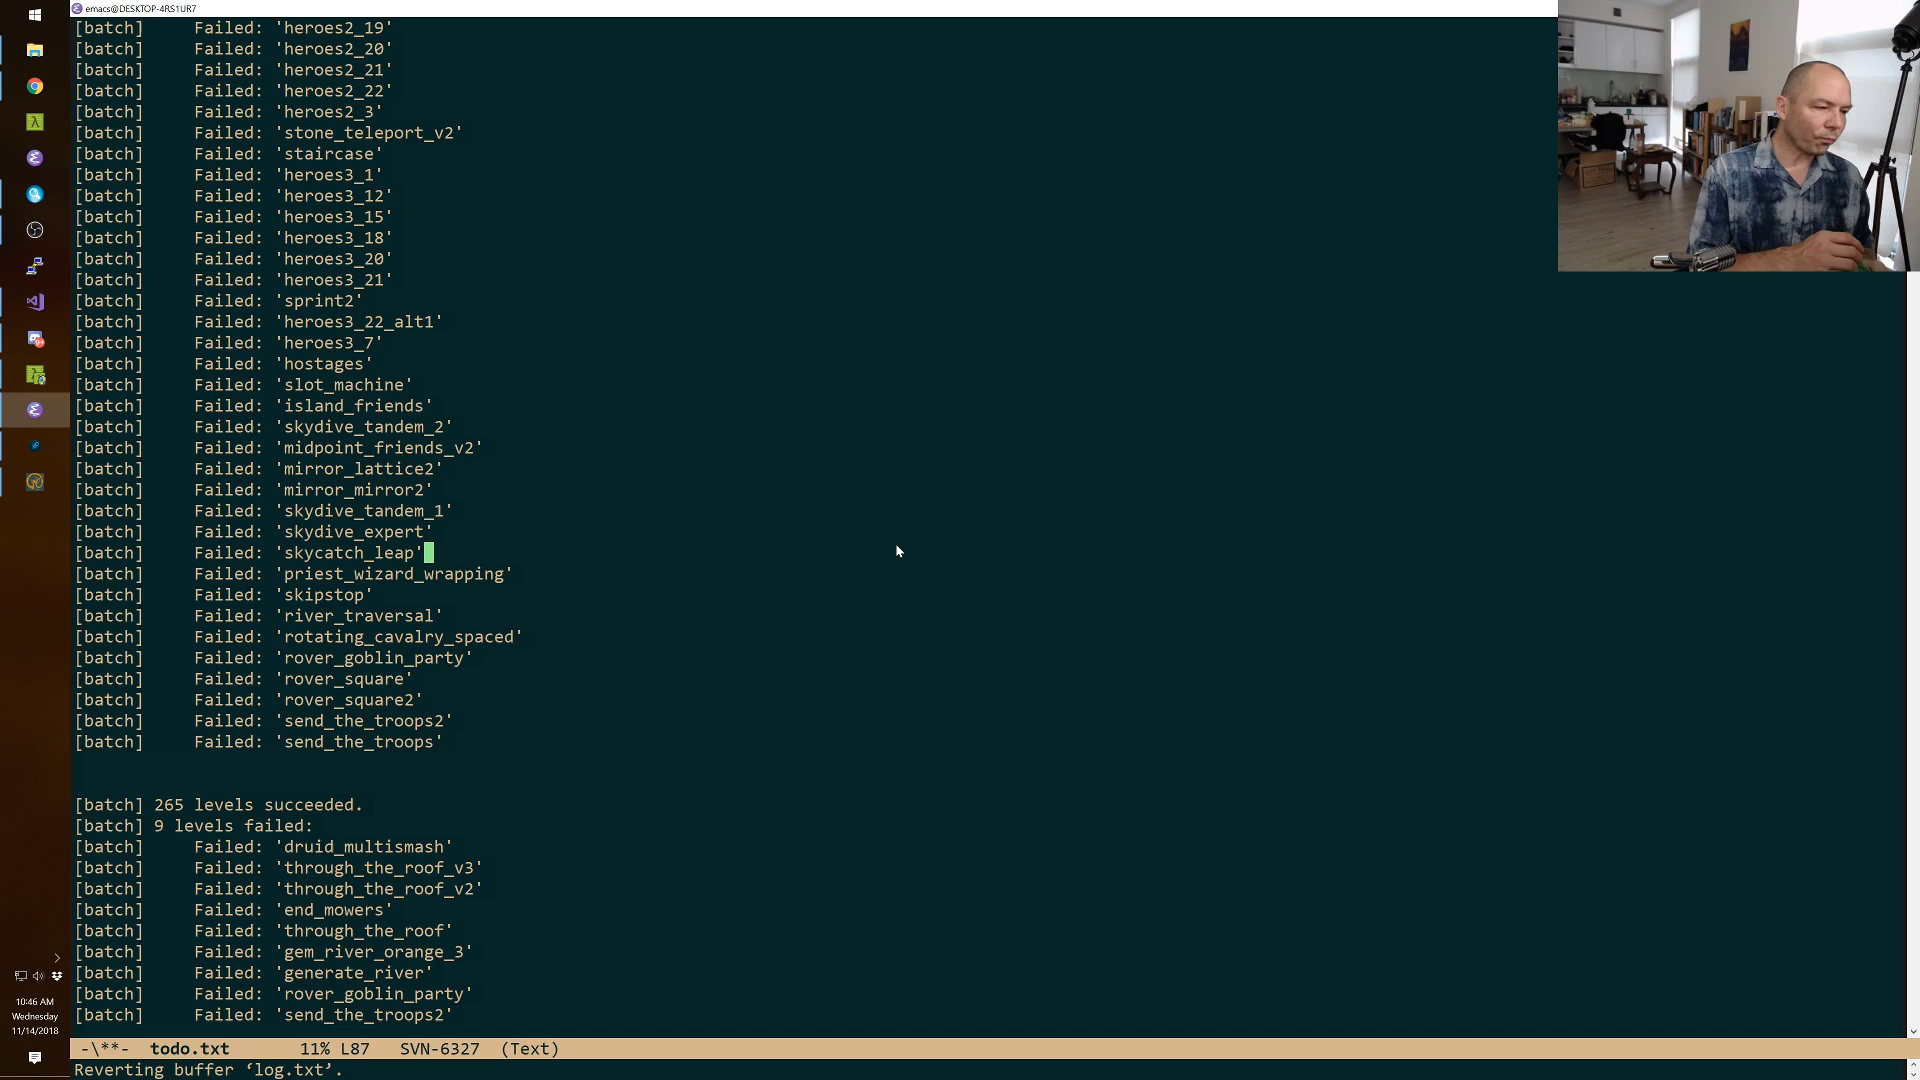 emacs@DESKTOP-4RS1UR7
[batch] Failed: 'heroes2_19'
[batch] Failed: 'heroes2_20'
[batch] Failed: 'heroes2_21'
[batch] Failed: 'heroes2_22'
[batch] Failed: 'heroes2_3'
[batch] Failed: 'stone_teleport_v2'
[batch] Failed: 'staircase'
[batch] Failed: 'heroes3_1'
[batch] Failed: 'heroes3_12'
[batch] Failed: 'heroes3_15'
[batch] Failed: 'heroes3_18'
[batch] Failed: 'heroes3_20'
[batch] Failed: 'heroes3_21'
[batch] Failed: 'sprint2'
[batch] Failed: 'heroes3_22_alt1'
[batch] Failed: 'heroes3_7'
[batch] Failed: 'hostages'
[batch] Failed: 'slot_machine'
[batch] Failed: 'island_friends'
[batch] Failed: 'skydive_tandem_2'
[batch] Failed: 'midpoint_friends_v2'
[batch] Failed: 'mirror_lattice2'
[batch] Failed: 'mirror_mirror2'
[batch] Failed: 'skydive_tandem_1'
[batch] Failed: 'skydive_expert'
[batch] Failed: 'skycatch_leap'
[batch] Failed: 'priest_wizard_wrapping'
[batch] Failed: 'skipstop'
[batch] Failed: 'river_traversal'
[batch] Failed: 'rotating_cavalry_spaced'
[batch] Failed: 'rover_goblin_party'
[batch] Failed: 'rover_square'
[batch] Failed: 'rover_square2'
[batch] Failed: 'send_the_troops2'
[batch] Failed: 'send_the_troops'
[batch] 265 levels succeeded.
[batch] 9 levels failed:
[batch] Failed: 'druid_multismash'
[batch] Failed: 'through_the_roof_v3'
[batch] Failed: 'through_the_roof_v2'
[batch] Failed: 'end_mowers'
[batch] Failed: 'through_the_roof'
[batch] Failed: 'gem_river_orange_3'
[batch] Failed: 'generate_river'
[batch] Failed: 'rover_goblin_party'
[batch] Failed: 'send_the_troops2'
-\**- todo.txt 11% L87 SVN-6327 (Text)
Reverting buffer ‘log.txt’.
10:46 AM
Wednesday
11/14/2018